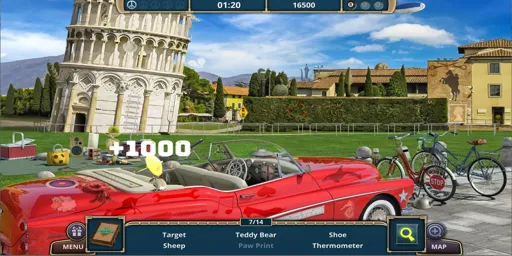 01:20
16500
+1000
STOP
7/14
Target
Teddy Bear
Shoe
Sheep
Paw Print
Thermometer
MENU
MAP